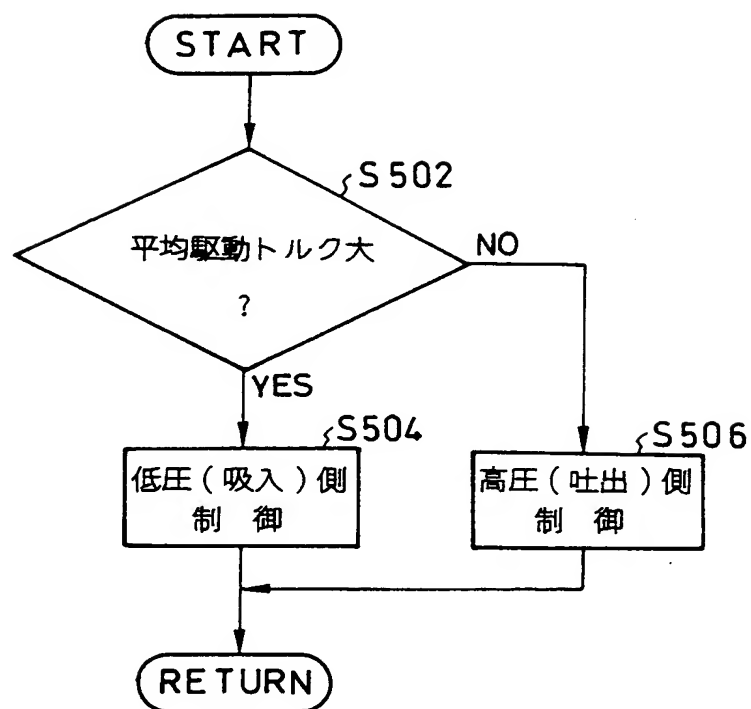 START
S502
平均駆動トルク大
?
NO
YES
S504
低圧(吸入)側
制 御
S506
高圧(吐出)側
制 御
RETURN